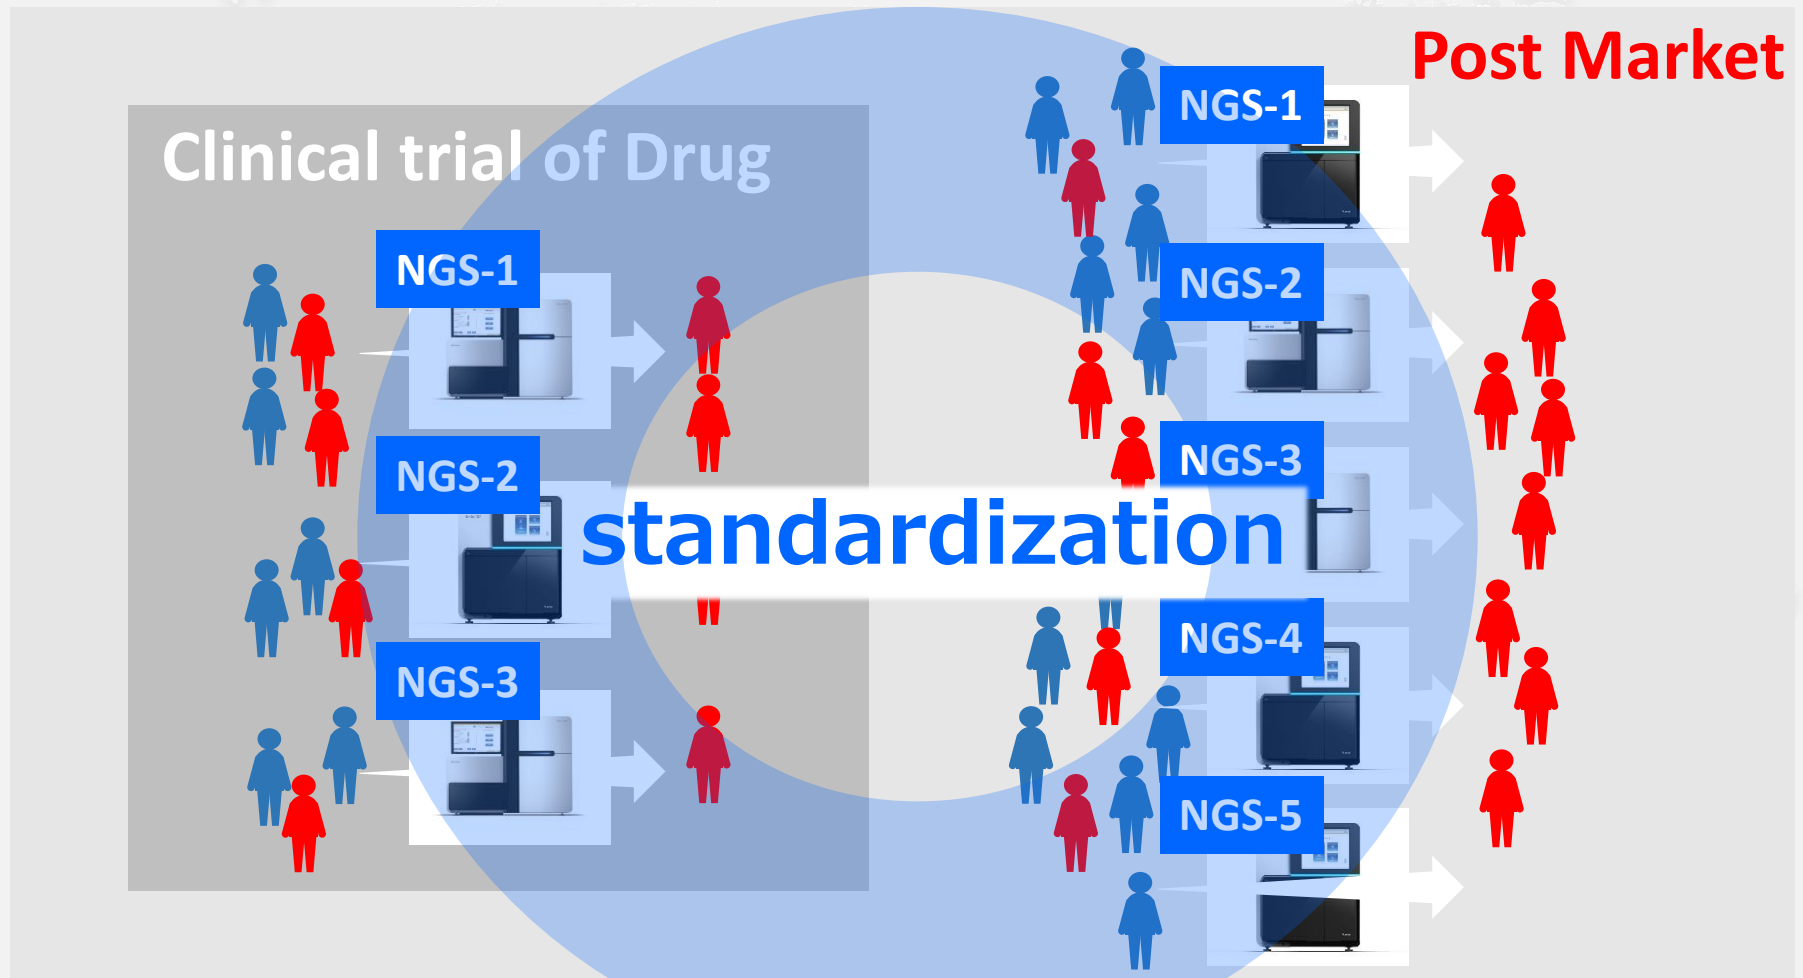 Post Market
Clinical trial of Drug
NGS-1
NGS-2
NGS-3
standardization
NGS-1
NGS-2
NGS-3
NGS-4
NGS-5